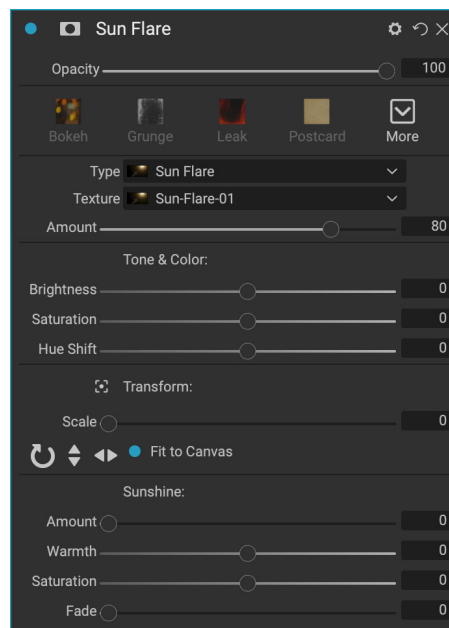 Sun Flare
Opacity 100
Bokeh Grunge Leak Postcard More
Type Sun Flare
Texture Sun-Flare-01
Amount 80
Tone & Color:
Brightness 0
Saturation 0
Hue Shift 0
Transform:
Scale 0
Fit to Canvas
Sunshine:
Amount 0
Warmth 0
Saturation 0
Fade 0